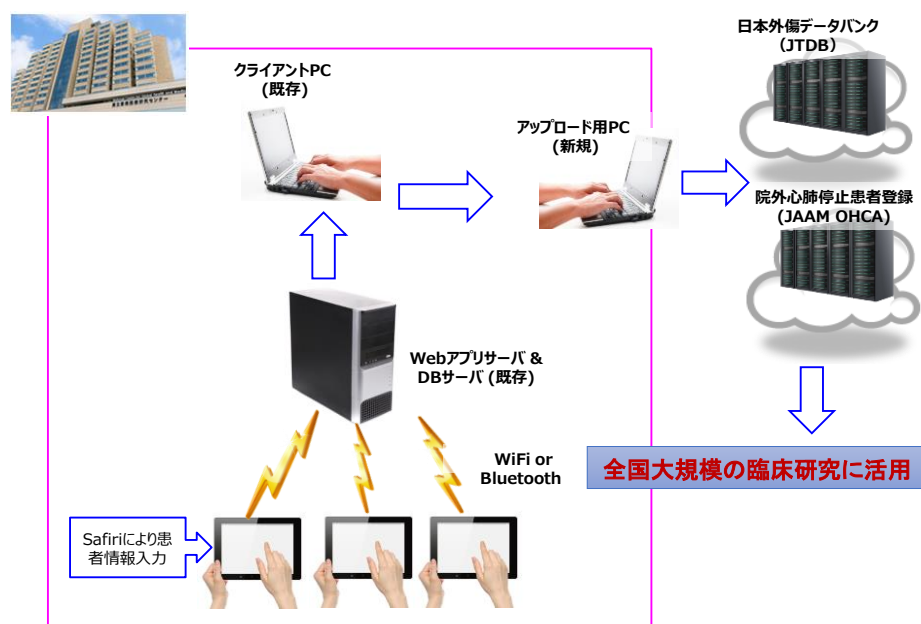 日本外傷データバンク
(JTDB)
クライアントPC
(既存)
アップロード用PC
(新規)
院外心肺停止患者登録
(JAAM OHCA)
Webアプリサーバ &
DBサーバ (既存)
WiFi or
Bluetooth
全国大規模の臨床研究に活用
Safiriにより患
者情報入力